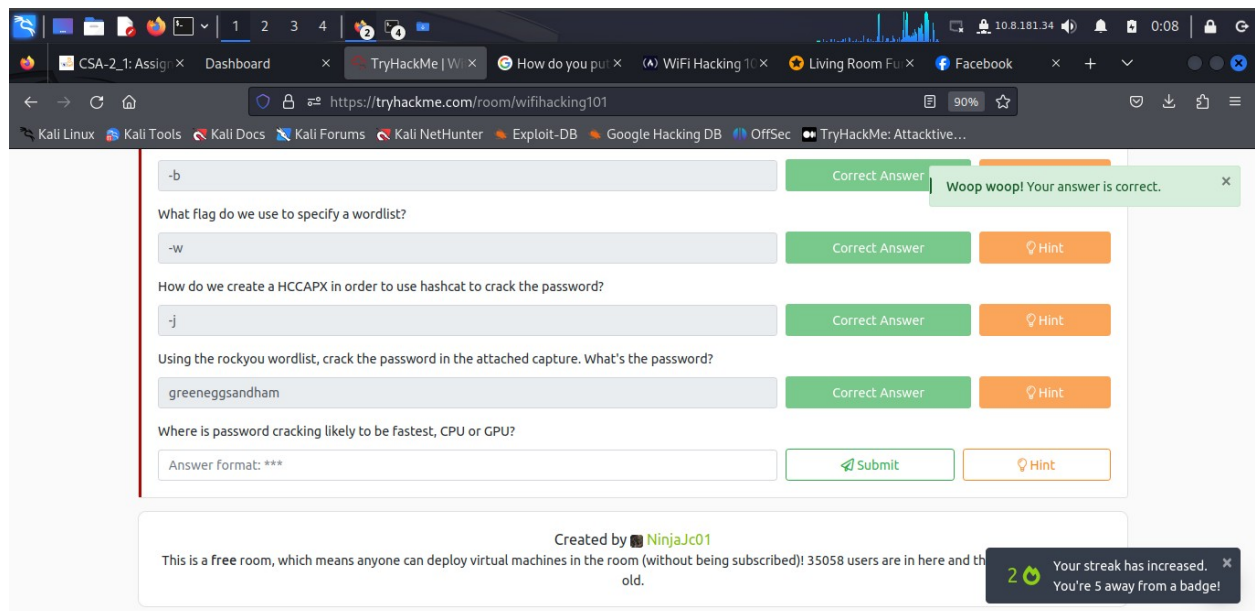 1 2 3 4 2 4 10.8.181.34 0:08
CSA-2_1: Assign Dashboard TryHackMe | Wi How do you put WiFi Hacking 10 Living Room Fu Facebook
https://tryhackme.com/room/wifihacking101 90%
Kali Linux Kali Tools Kali Docs Kali Forums Kali NetHunter Exploit-DB Google Hacking DB OffSec TryHackMe: Attacktive...
-b Correct Answer
Woop woop! Your answer is correct.
What flag do we use to specify a wordlist?
-w Correct Answer Hint
How do we create a HCCAPX in order to use hashcat to crack the password?
-j Correct Answer Hint
Using the rockyou wordlist, crack the password in the attached capture. What's the password?
greeneggsandham Correct Answer Hint
Where is password cracking likely to be fastest, CPU or GPU?
Answer format: *** Submit Hint
Created by NinjaJc01
This is a free room, which means anyone can deploy virtual machines in the room (without being subscribed)! 35058 users are in here and th
old.
2 Your streak has increased.
You're 5 away from a badge!